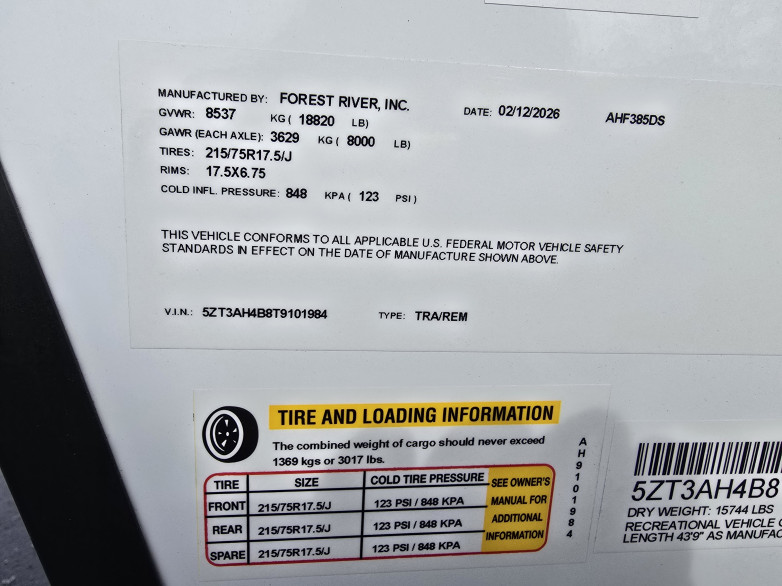 MANUFACTURED BY: FOREST RIVER, INC. DATE: 02/12/2026 AHF385DS
GVWR: 8537 KG ( 18820 LB)
GAWR (EACH AXLE): 3629 KG ( 8000 LB)
TIRES: 215/75R17.5/J
RIMS: 17.5X6.75
COLD INFL. PRESSURE: 848 KPA ( 123 PSI )
THIS VEHICLE CONFORMS TO ALL APPLICABLE U.S. FEDERAL MOTOR VEHICLE SAFETY
STANDARDS IN EFFECT ON THE DATE OF MANUFACTURE SHOWN ABOVE.
V.I.N.: 5ZT3AH4B8T9101984 TYPE: TRA/REM
TIRE AND LOADING INFORMATION
The combined weight of cargo should never exceed
1369 kgs or 3017 lbs.
TIRE SIZE COLD TIRE PRESSURE
FRONT 215/75R17.5/J 123 PSI / 848 KPA
REAR 215/75R17.5/J 123 PSI / 848 KPA
SPARE 215/75R17.5/J 123 PSI / 848 KPA
SEE OWNER'S
MANUAL FOR
ADDITIONAL
INFORMATION
AH9101984
5ZT3AH4B8
DRY WEIGHT: 15744 LBS
RECREATIONAL VEHICLE
LENGTH 43'9" AS MANUFAC